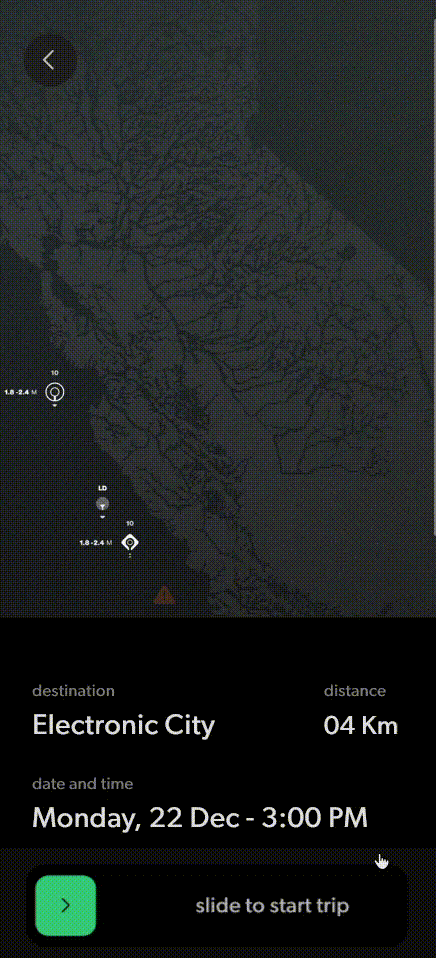 10
1.8 -2.4 M
LD
10
1.8 -2.4 M
destination
distance
Electronic City
04 Km
date and time
Monday, 22 Dec - 3:00 PM
slide to start trip